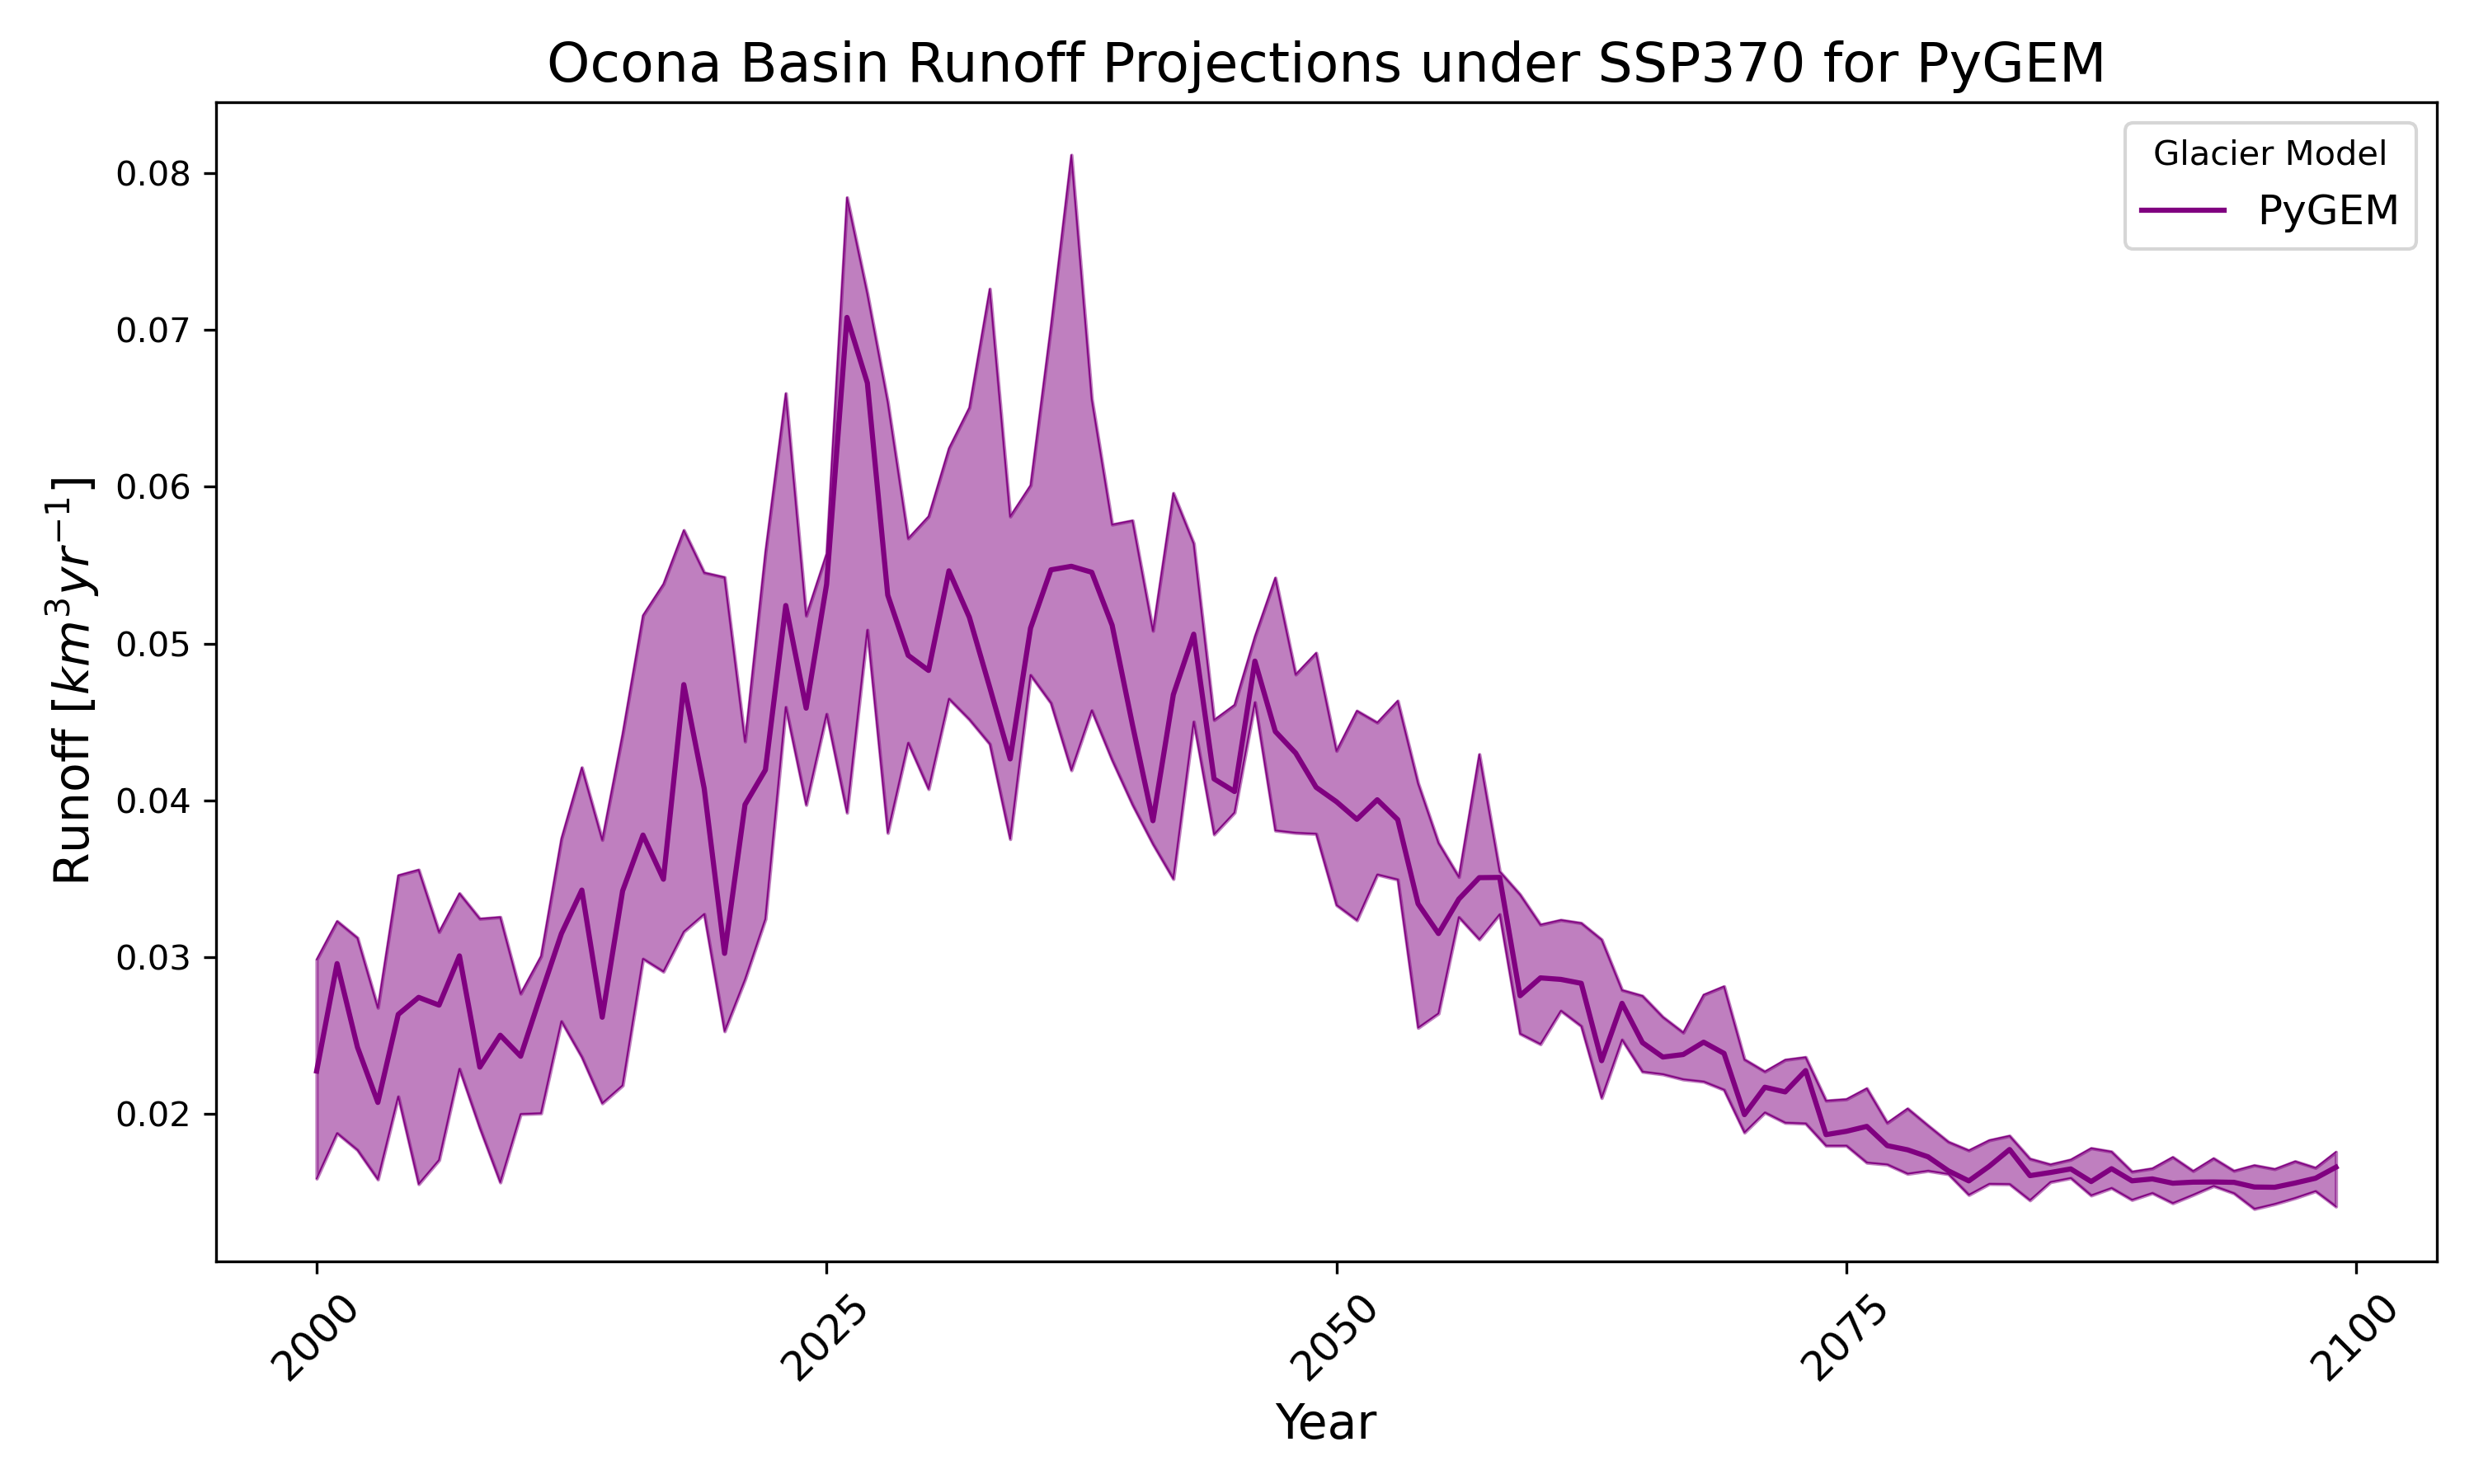 Ocona Basin Runoff Projections under SSP370 for PyGEM
Glacier Model
PyGEM
Runoff [km³yr⁻¹]
0.08
0.07
0.06
0.05
0.04
0.03
0.02
2000
2025
2050
2075
2100
Year